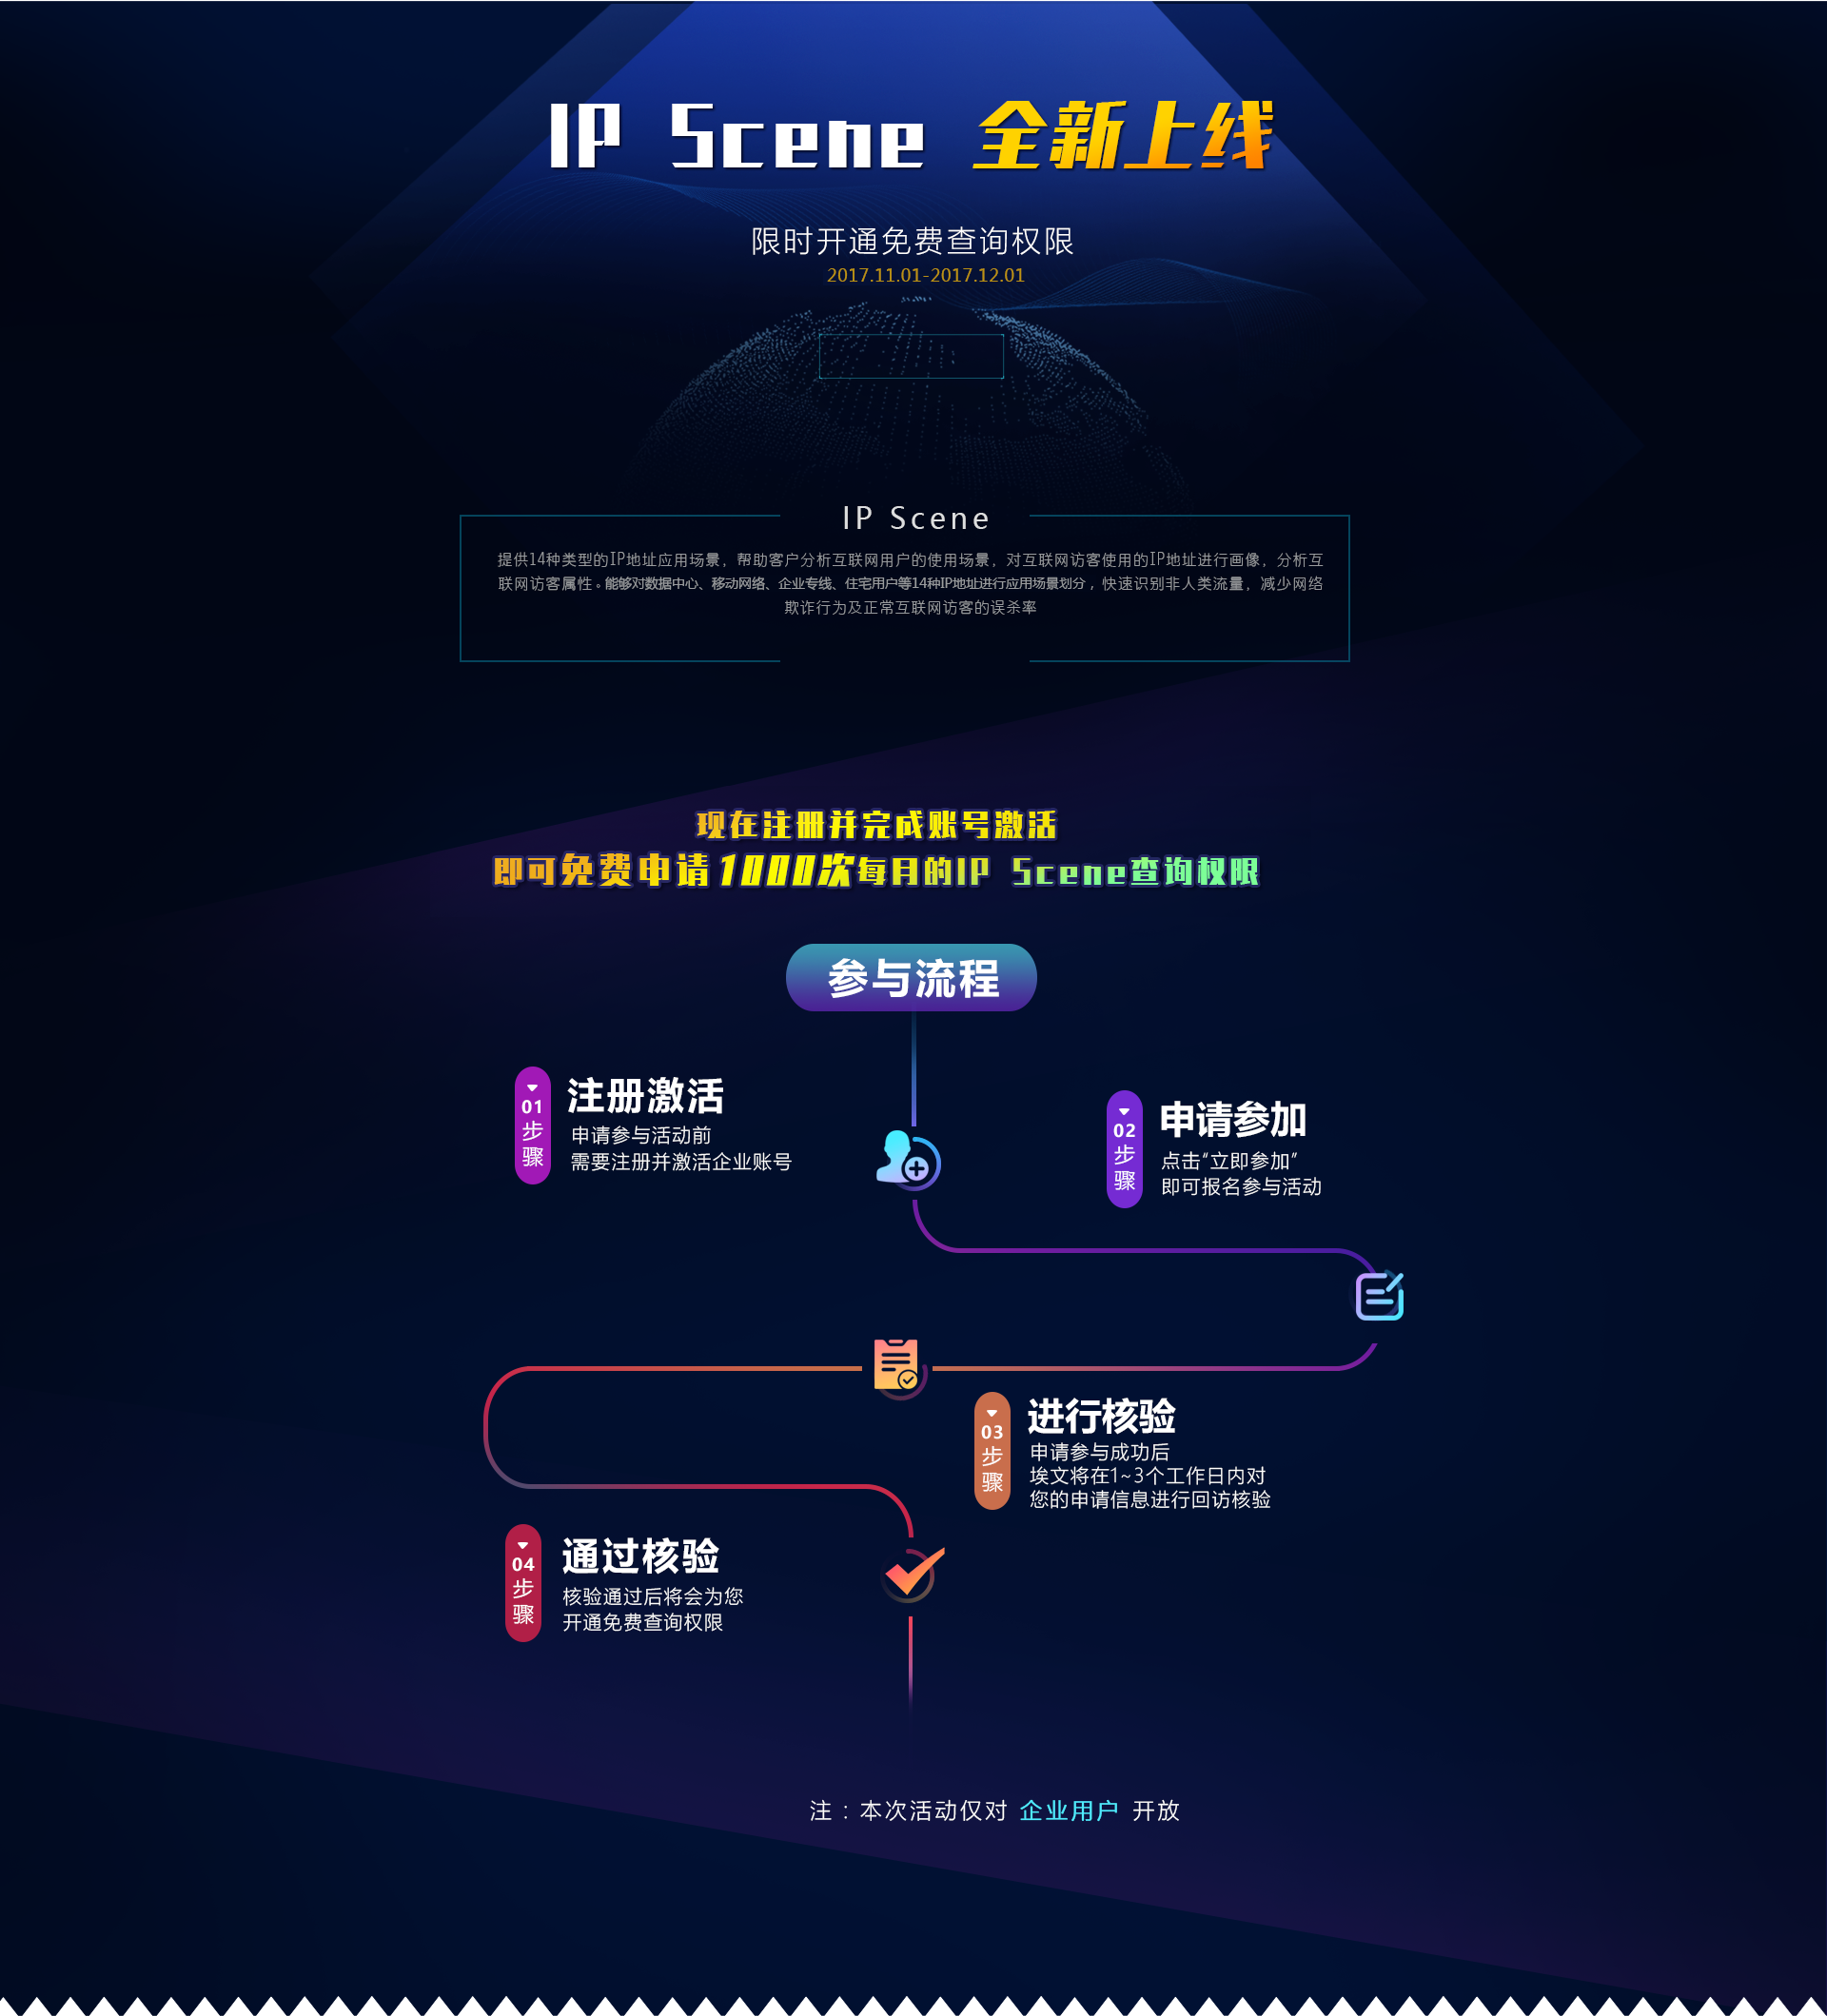 IP Scene 全新上线
限时开通免费查询权限
2017.11.01-2017.12.01
IP Scene
提供14种类型的IP地址应用场景，帮助客户分析互联网用户的使用场景，对互联网访客使用的IP地址进行画像，分析互
联网访客属性。能够对数据中心、移动网络、企业专线、住宅用户等14种IP地址进行应用场景划分，快速识别非人类流量，减少网络
欺诈行为及正常互联网访客的误杀率
现在注册并完成账号激活
即可免费申请1000次每月的IP Scene查询权限
参与流程
01
步
骤
注册激活
申请参与活动前
需要注册并激活企业账号
02
步
骤
申请参加
点击“立即参加”
即可报名参与活动
03
步
骤
进行核验
申请参与成功后
埃文将在1~3个工作日内对
您的申请信息进行回访核验
04
步
骤
通过核验
核验通过后将会为您
开通免费查询权限
注：本次活动仅对 企业用户 开放